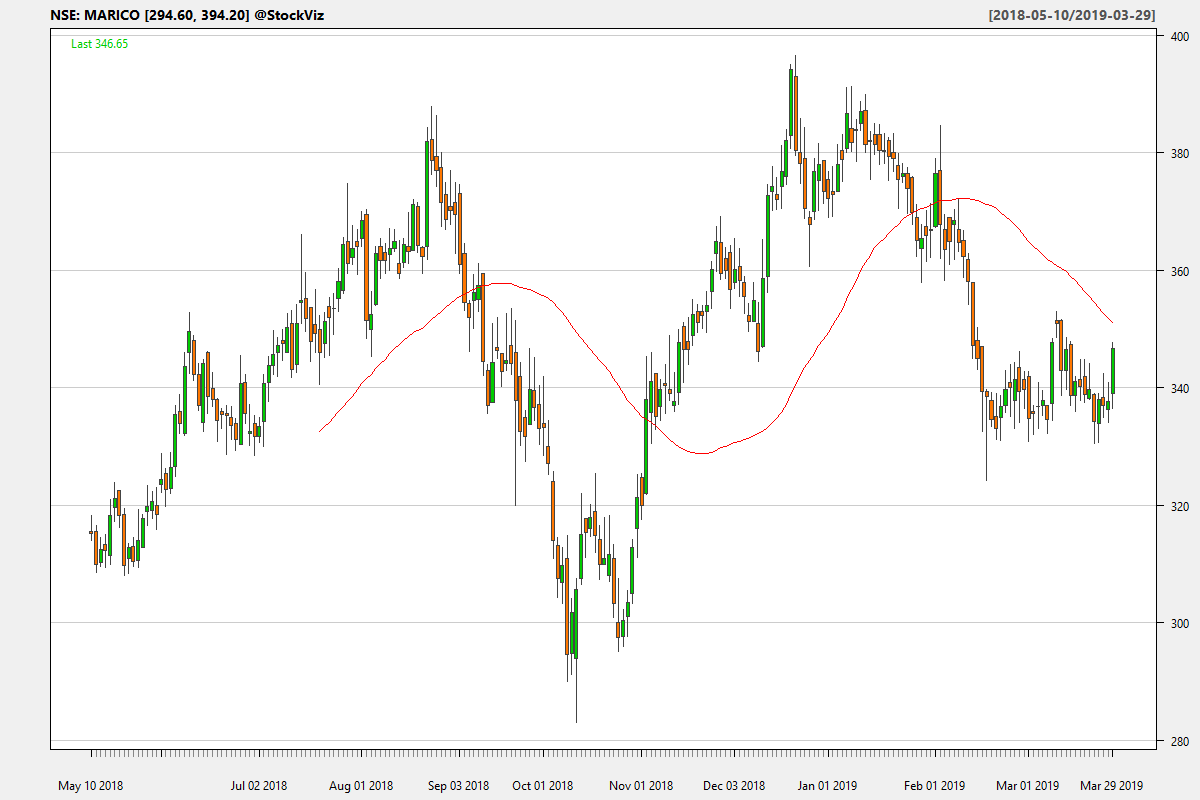 NSE: MARICO [294.60, 394.20] @StockViz [2018-05-10/2019-03-29]
Last 346.65
400
380
360
340
320
300
280
May 10 2018 Jul 02 2018 Aug 01 2018 Sep 03 2018 Oct 01 2018 Nov 01 2018 Dec 03 2018 Jan 01 2019 Feb 01 2019 Mar 01 2019 Mar 29 2019